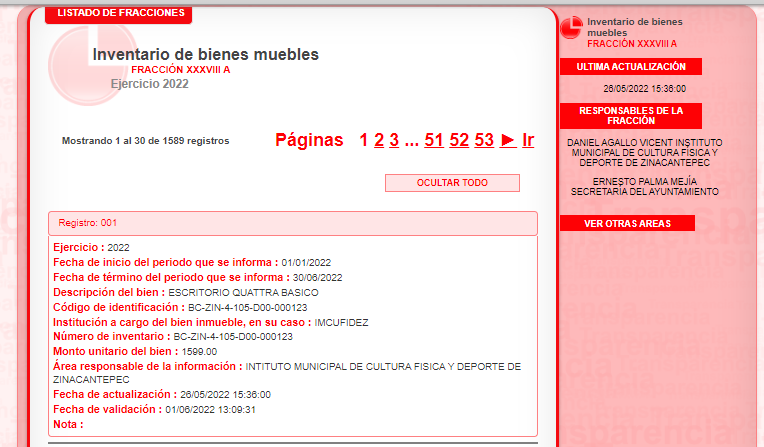 LISTADO DE FRACCIONES
Inventario de bienes muebles
FRACCIÓN XXXVIII A
Ejercicio 2022
Mostrando 1 al 30 de 1589 registros
Páginas 1 2 3 ... 51 52 53 ► Ir
OCULTAR TODO
Registro: 001
Ejercicio : 2022
Fecha de inicio del periodo que se informa : 01/01/2022
Fecha de término del periodo que se informa : 30/06/2022
Descripción del bien : ESCRITORIO QUATTRA BASICO
Código de identificación : BC-ZIN-4-105-D00-000123
Institución a cargo del bien inmueble, en su caso : IMCUFIDEZ
Número de inventario : BC-ZIN-4-105-D00-000123
Monto unitario del bien : 1599.00
Área responsable de la información : INTITUTO MUNICIPAL DE CULTURA FISICA Y DEPORTE DE
ZINACANTEPEC
Fecha de actualización : 26/05/2022 15:36:00
Fecha de validación : 01/06/2022 13:09:31
Nota :
Inventario de bienes
muebles
FRACCIÓN XXXVIII A
ULTIMA ACTUALIZACIÓN
26/05/2022 15:36:00
RESPONSABLES DE LA
FRACCIÓN
DANIEL AGALLO VICENT INSTITUTO
MUNICIPAL DE CULTURA FÍSICA Y
DEPORTE DE ZINACANTEPEC
ERNESTO PALMA MEJÍA
SECRETARÍA DEL AYUNTAMIENTO
VER OTRAS AREAS